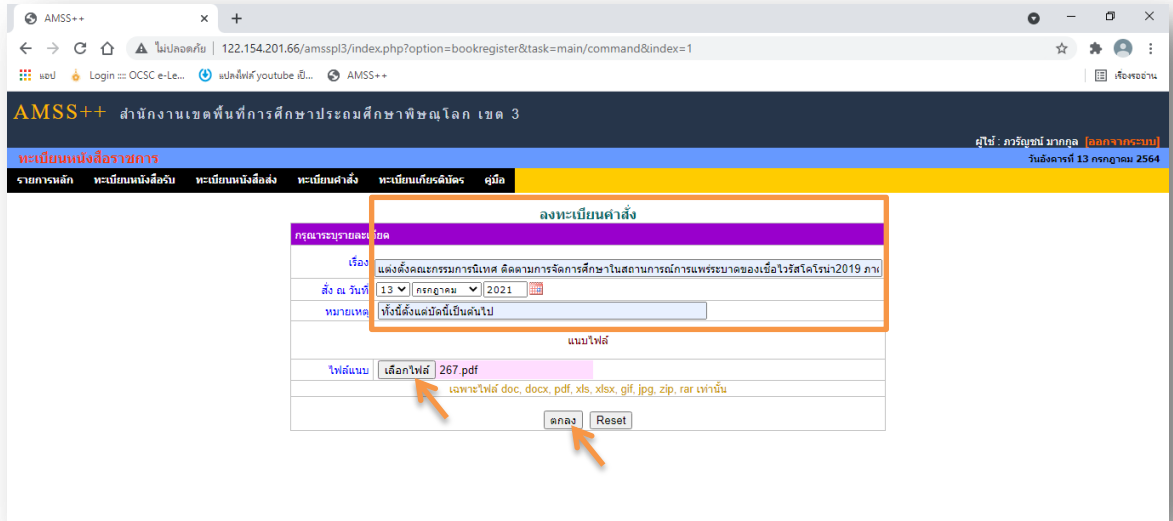 AMSS++
ไม่ปลอดภัย | 122.154.201.66/amsspl3/index.php?option=bookregister&task=main/command&index=1
แอป Login :::: OCSC e-Le... แปลงไฟล์ youtube เป็... AMSS++ เรื่องรออ่าน
AMSS++ สำนักงานเขตพื้นที่การศึกษาประถมศึกษาพิษณุโลก เขต 3
ผู้ใช้ : ภวรัญชน์ มากกุล [ออกจากระบบ]
ทะเบียนหนังสือราชการ วันอังคารที่ 13 กรกฎาคม 2564
รายการหลัก ทะเบียนหนังสือรับ ทะเบียนหนังสือส่ง ทะเบียนคำสั่ง ทะเบียนเกียรติบัตร คู่มือ
ลงทะเบียนคำสั่ง
กรุณาระบุรายละเอียด
เรื่อง แต่งตั้งคณะกรรมการนิเทศ ติดตามการจัดการศึกษาในสถานการณ์การแพร่ระบาดของเชื้อไวรัสโคโรน่า2019 ภาค
สั่ง ณ วันที่ 13 กรกฎาคม 2021
หมายเหตุ ทั้งนี้ตั้งแต่บัดนี้เป็นต้นไป
แนบไฟล์
ไฟล์แนบ เลือกไฟล์ 267.pdf
เฉพาะไฟล์ doc, docx, pdf, xls, xlsx, gif, jpg, zip, rar เท่านั้น
ตกลง Reset